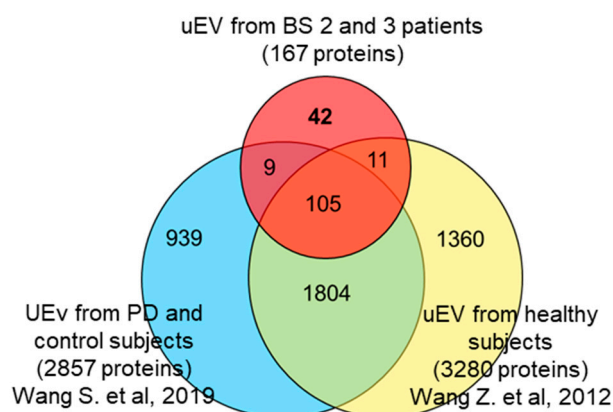 uEV from BS 2 and 3 patients
(167 proteins)
42
9
11
105
939
1360
1804
UEv from PD and
control subjects
(2857 proteins)
Wang S. et al, 2019
uEV from healthy
subjects
(3280 proteins)
Wang Z. et al, 2012